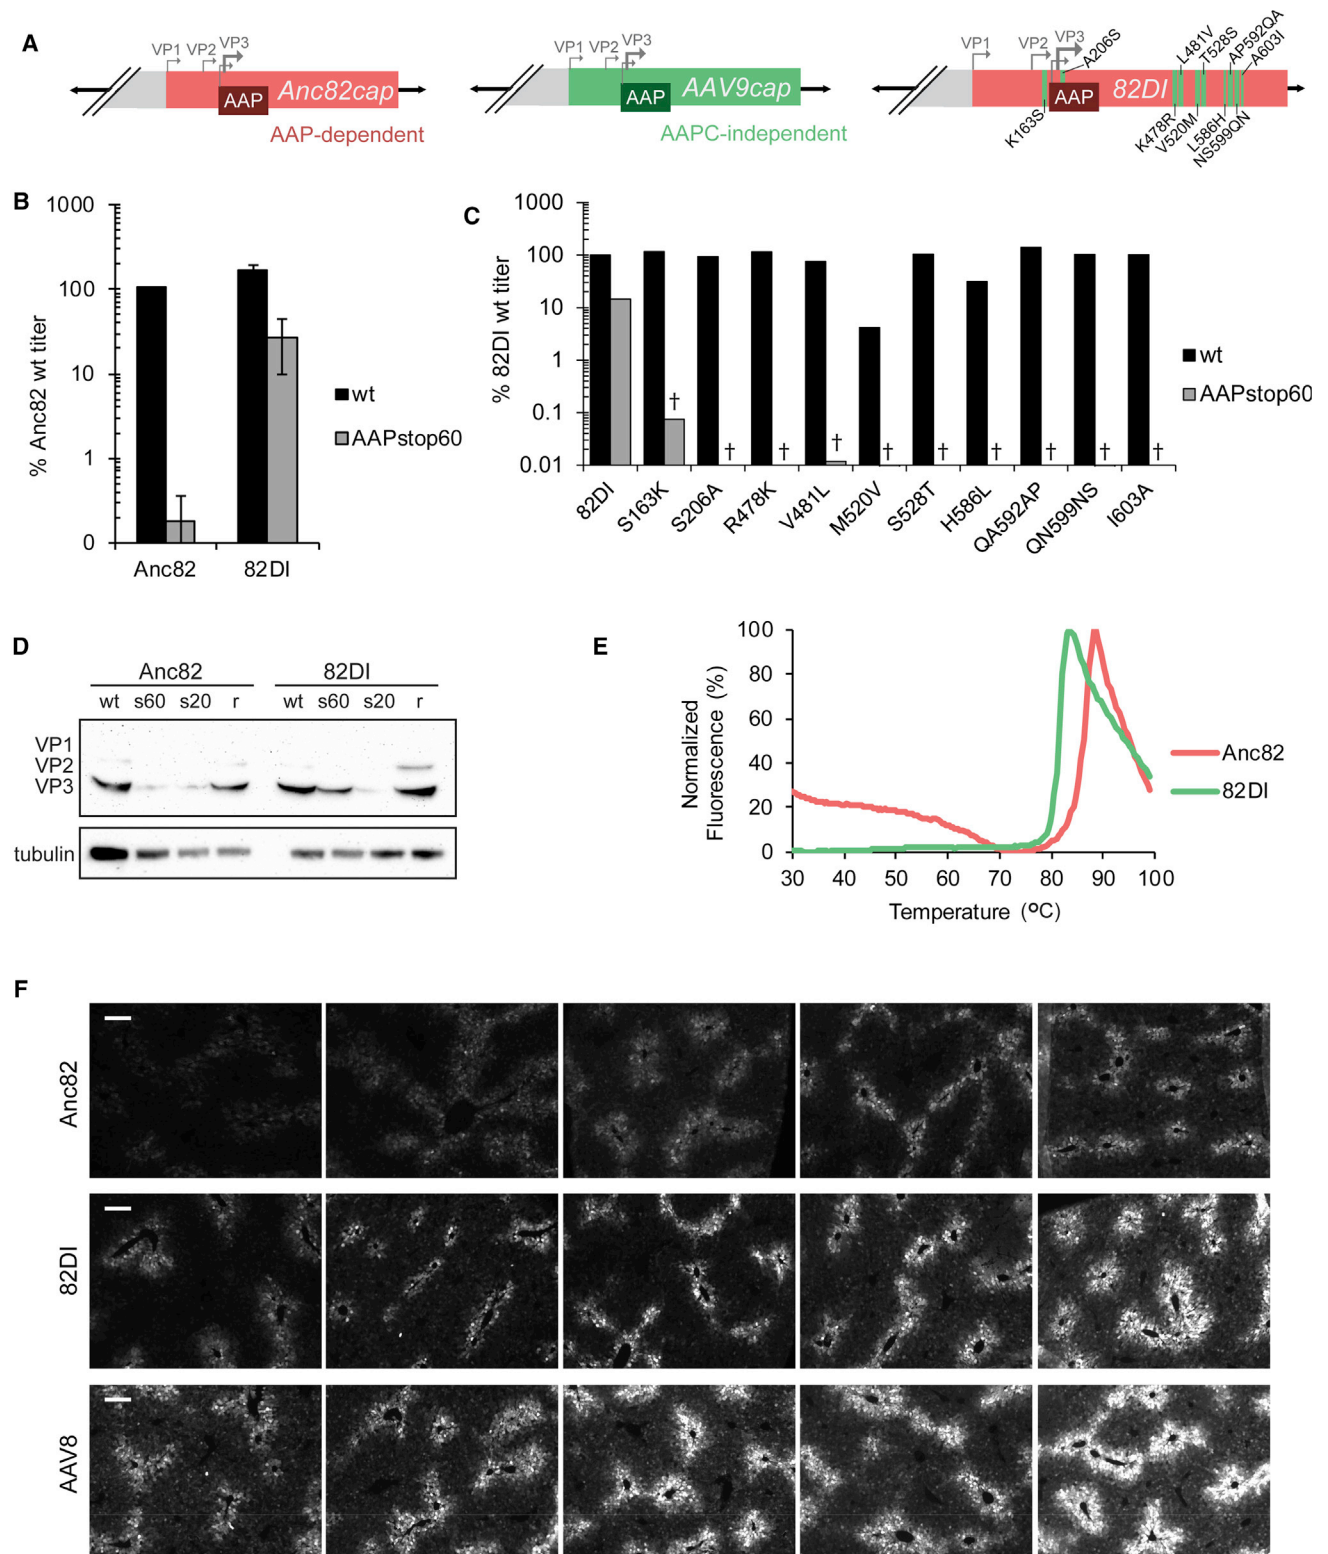 A
VP1
VP2
VP3
AAP
Anc82cap
AAP-dependent
VP1
VP2
VP3
AAP
AAV9cap
AAPC-independent
VP1
VP2
VP3
AAP
82DI
K163S
A206S
K478R
L481V
V520M
T528S
L586H
AP592QA
NS599QN
A603I
B
% Anc82 wt titer
1000
100
10
1
0
Anc82
82DI
wt
AAPstop60
C
% 82DI wt titer
1000
100
10
1
0.1
0.01
† † † † † † † † † †
82DI
S163K
S206A
R478K
V481L
M520V
S528T
H586L
QA592AP
QN599NS
I603A
wt
AAPstop60
D
Anc82
82DI
wt s60 s20 r wt s60 s20 r
VP1
VP2
VP3
tubulin
E
Normalized
Fluorescence (%)
100
80
60
40
20
0
30 40 50 60 70 80 90 100
Temperature (ºC)
Anc82
82DI
F
Anc82
82DI
AAV8